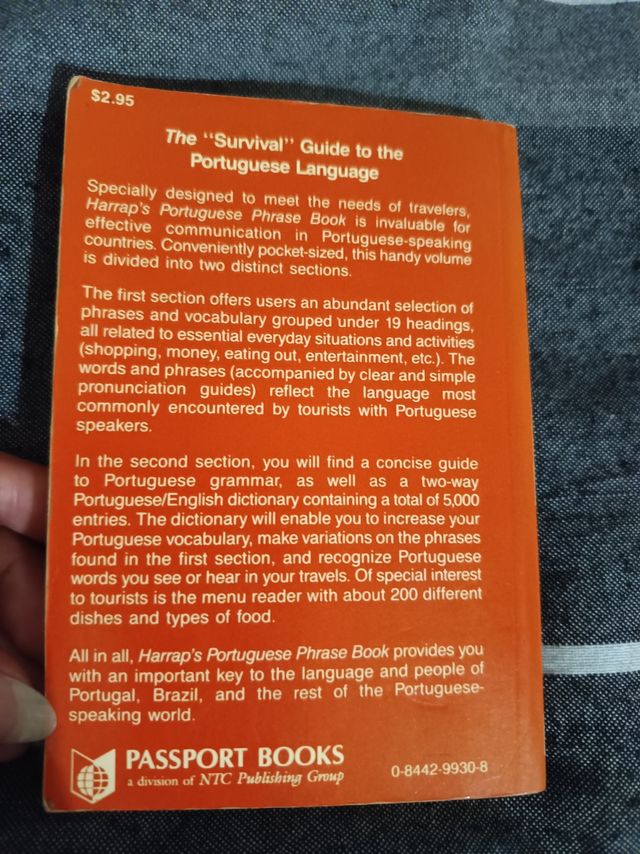 $2.95
The "Survival" Guide to the
Portuguese Language
Specially designed to meet the needs of travelers,
Harrap's Portuguese Phrase Book is invaluable for
effective communication in Portuguese-speaking
countries. Conveniently pocket-sized, this handy volume
is divided into two distinct sections.
The first section offers users an abundant selection of
phrases and vocabulary grouped under 19 headings,
all related to essential everyday situations and activities
(shopping, money, eating out, entertainment, etc.). The
words and phrases (accompanied by clear and simple
pronunciation guides) reflect the language most
commonly encountered by tourists with Portuguese
speakers.
In the second section, you will find a concise guide
to Portuguese grammar, as well as a two-way
Portuguese/English dictionary containing a total of 5,000
entries. The dictionary will enable you to increase your
Portuguese vocabulary, make variations on the phrases
found in the first section, and recognize Portuguese
words you see or hear in your travels. Of special interest
to tourists is the menu reader with about 200 different
dishes and types of food.
All in all, Harrap's Portuguese Phrase Book provides you
with an important key to the language and people of
Portugal, Brazil, and the rest of the Portuguese-
speaking world.
PASSPORT BOOKS
a division of NTC Publishing Group
0-8442-9930-8